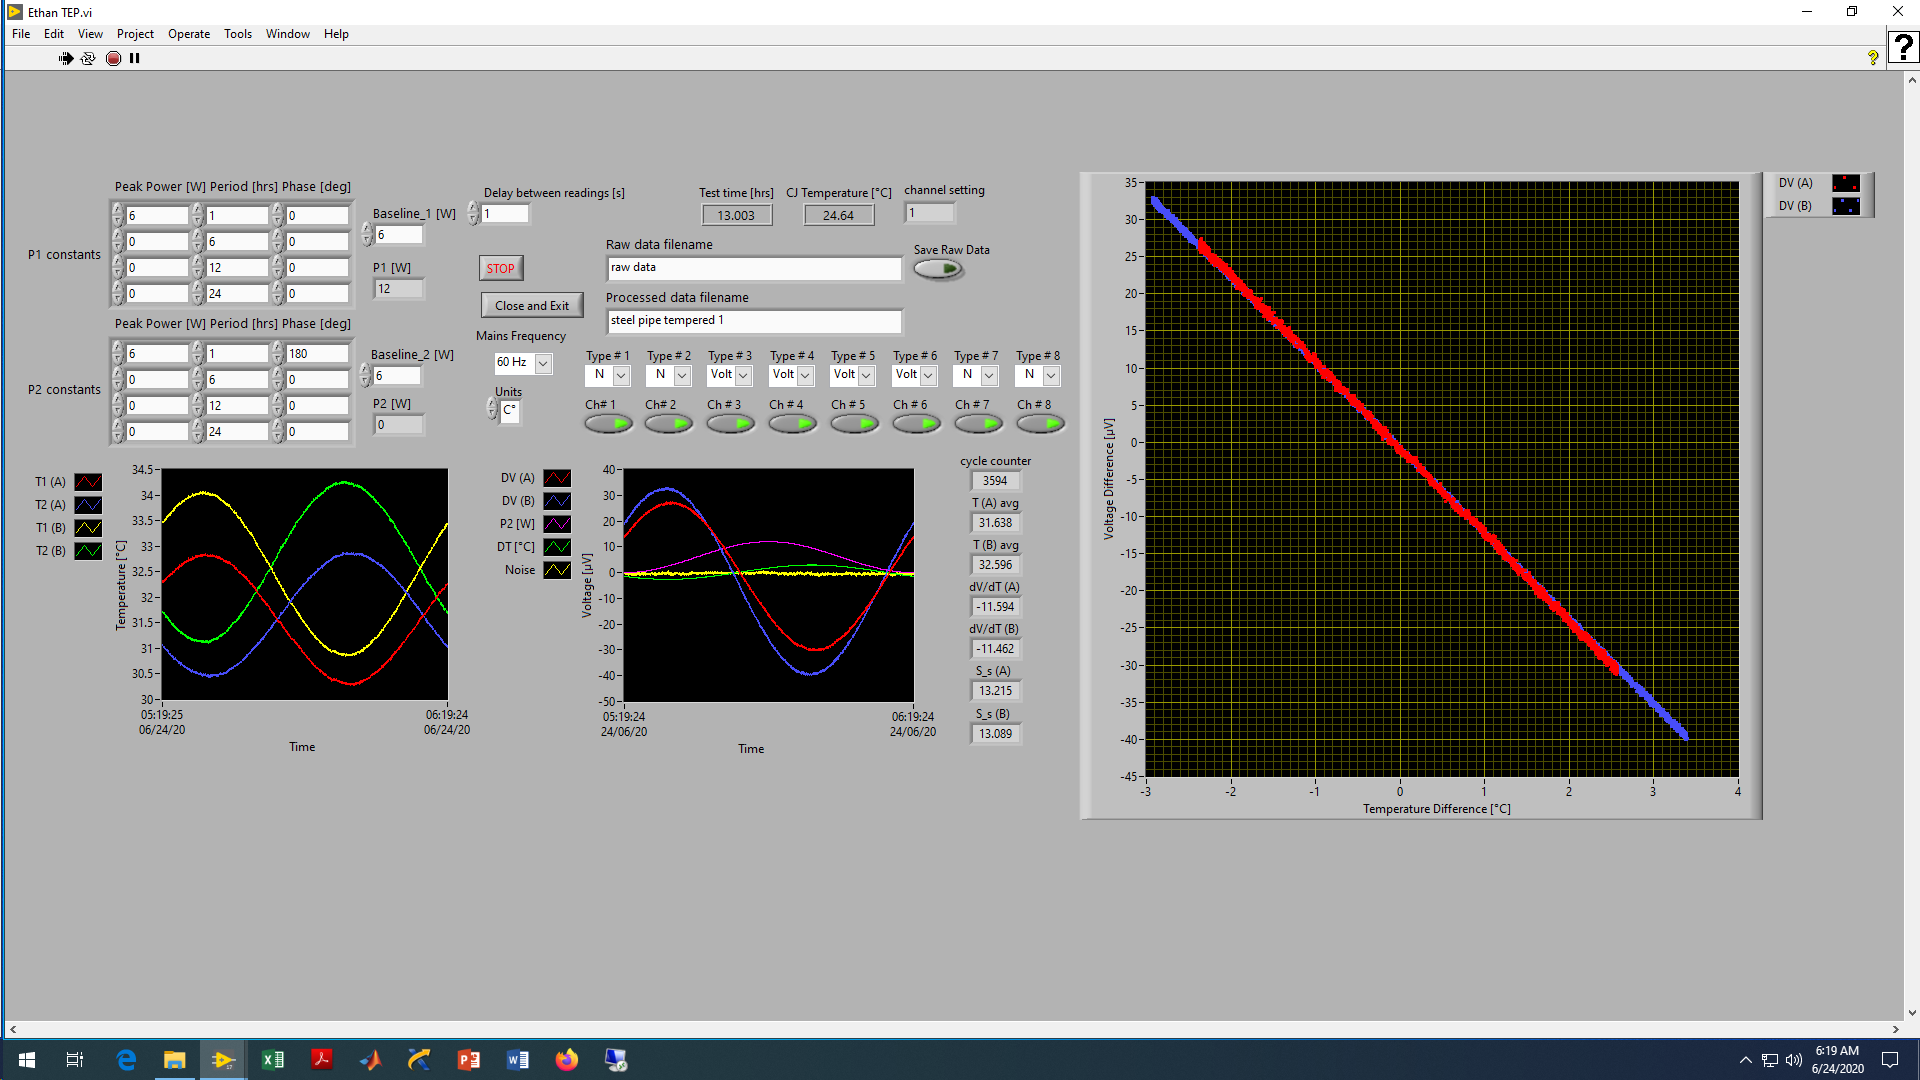 Ethan TEP.vi
File Edit View Project Operate Tools Window Help
?
?
Peak Power [W] Period [hrs] Phase [deg]
P1 constants
6 1 0
0 6 0
0 12 0
0 24 0
Baseline_1 [W]
6
P1 [W]
12
Peak Power [W] Period [hrs] Phase [deg]
P2 constants
6 1 180
0 6 0
0 12 0
0 24 0
Baseline_2 [W]
6
P2 [W]
0
Delay between readings [s]
1
STOP
Close and Exit
Mains Frequency
60 Hz
Units
C°
Test time [hrs] CJ Temperature [°C] channel setting
13.003 24.64 1
Raw data filename
raw data
Save Raw Data
Processed data filename
steel pipe tempered 1
Type # 1 Type # 2 Type # 3 Type # 4 Type # 5 Type # 6 Type # 7 Type # 8
N N Volt Volt Volt Volt N N
Ch# 1 Ch# 2 Ch # 3 Ch # 4 Ch # 5 Ch # 6 Ch # 7 Ch # 8
T1 (A)
T2 (A)
T1 (B)
T2 (B)
Temperature [°C]
34.5
34
33.5
33
32.5
32
31.5
31
30.5
30
05:19:25 06:19:24
06/24/20 06/24/20
Time
DV (A)
DV (B)
P2 [W]
DT [°C]
Noise
Voltage [µV]
40
30
20
10
0
-10
-20
-30
-40
-50
05:19:24 06:19:24
24/06/20 24/06/20
Time
cycle counter
3594
T (A) avg
31.638
T (B) avg
32.596
dV/dT (A)
-11.594
dV/dT (B)
-11.462
S_s (A)
13.215
S_s (B)
13.089
Voltage Difference [µV]
35
30
25
20
15
10
5
0
-5
-10
-15
-20
-25
-30
-35
-40
-45
-3 -2 -1 0 1 2 3 4
Temperature Difference [°C]
DV (A)
DV (B)
17
6:19 AM
6/24/2020